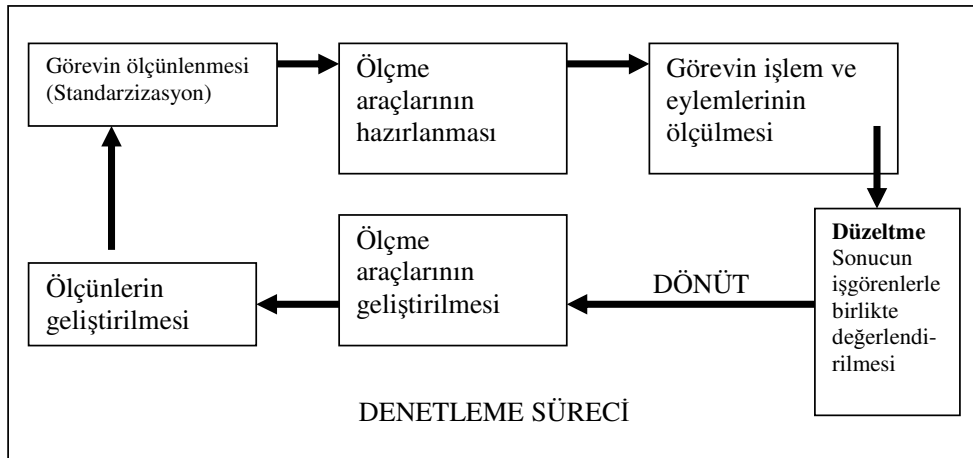 Görevin ölçünlenmesi
(Standarzizasyon)
Ölçme
araçlarının
hazırlanması
Görevin işlem ve
eylemlerinin
ölçülmesi
Düzeltme
Sonucun
işgörenlerle
birlikte
değerlendi-
rilmesi
DÖNÜT
Ölçme
araçlarının
geliştirilmesi
Ölçünlerin
geliştirilmesi
DENETLEME SÜRECİ